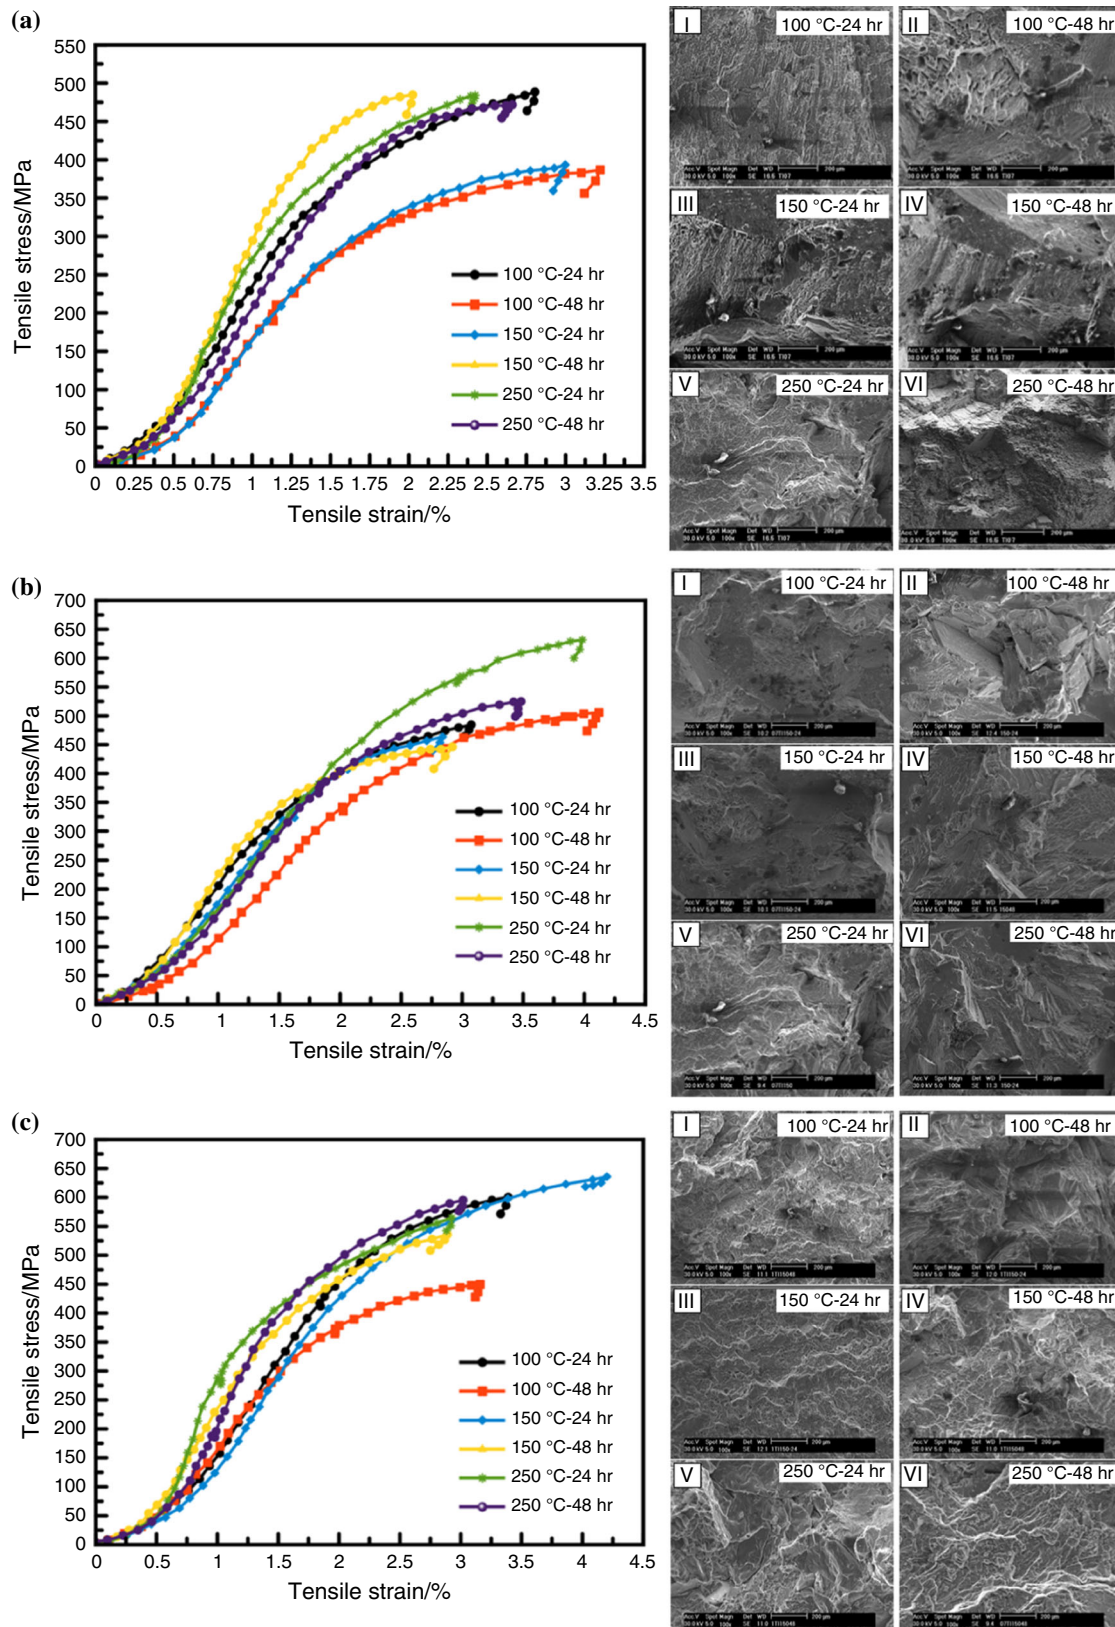 (a)
550
500
450
400
350
300
250
200
150
100
50
0
Tensile stress/MPa
100 °C-24 hr
100 °C-48 hr
150 °C-24 hr
150 °C-48 hr
250 °C-24 hr
250 °C-48 hr
0 0.25 0.5 0.75 1 1.25 1.5 1.75 2 2.25 2.5 2.75 3 3.25 3.5
Tensile strain/%
I 100 °C-24 hr
II 100 °C-48 hr
III 150 °C-24 hr
IV 150 °C-48 hr
V 250 °C-24 hr
VI 250 °C-48 hr
(b)
700
650
600
550
500
450
400
350
300
250
200
150
100
50
0
Tensile stress/MPa
100 °C-24 hr
100 °C-48 hr
150 °C-24 hr
150 °C-48 hr
250 °C-24 hr
250 °C-48 hr
0 0.5 1 1.5 2 2.5 3 3.5 4 4.5
Tensile strain/%
I 100 °C-24 hr
II 100 °C-48 hr
III 150 °C-24 hr
IV 150 °C-48 hr
V 250 °C-24 hr
VI 250 °C-48 hr
(c)
700
650
600
550
500
450
400
350
300
250
200
150
100
50
0
Tensile stress/MPa
100 °C-24 hr
100 °C-48 hr
150 °C-24 hr
150 °C-48 hr
250 °C-24 hr
250 °C-48 hr
0 0.5 1 1.5 2 2.5 3 3.5 4 4.5
Tensile strain/%
I 100 °C-24 hr
II 100 °C-48 hr
III 150 °C-24 hr
IV 150 °C-48 hr
V 250 °C-24 hr
VI 250 °C-48 hr